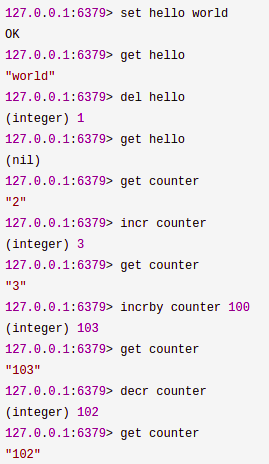 127.0.0.1:6379> set hello world
OK
127.0.0.1:6379> get hello
"world"
127.0.0.1:6379> del hello
(integer) 1
127.0.0.1:6379> get hello
(nil)
127.0.0.1:6379> get counter
"2"
127.0.0.1:6379> incr counter
(integer) 3
127.0.0.1:6379> get counter
"3"
127.0.0.1:6379> incrby counter 100
(integer) 103
127.0.0.1:6379> get counter
"103"
127.0.0.1:6379> decr counter
(integer) 102
127.0.0.1:6379> get counter
"102"